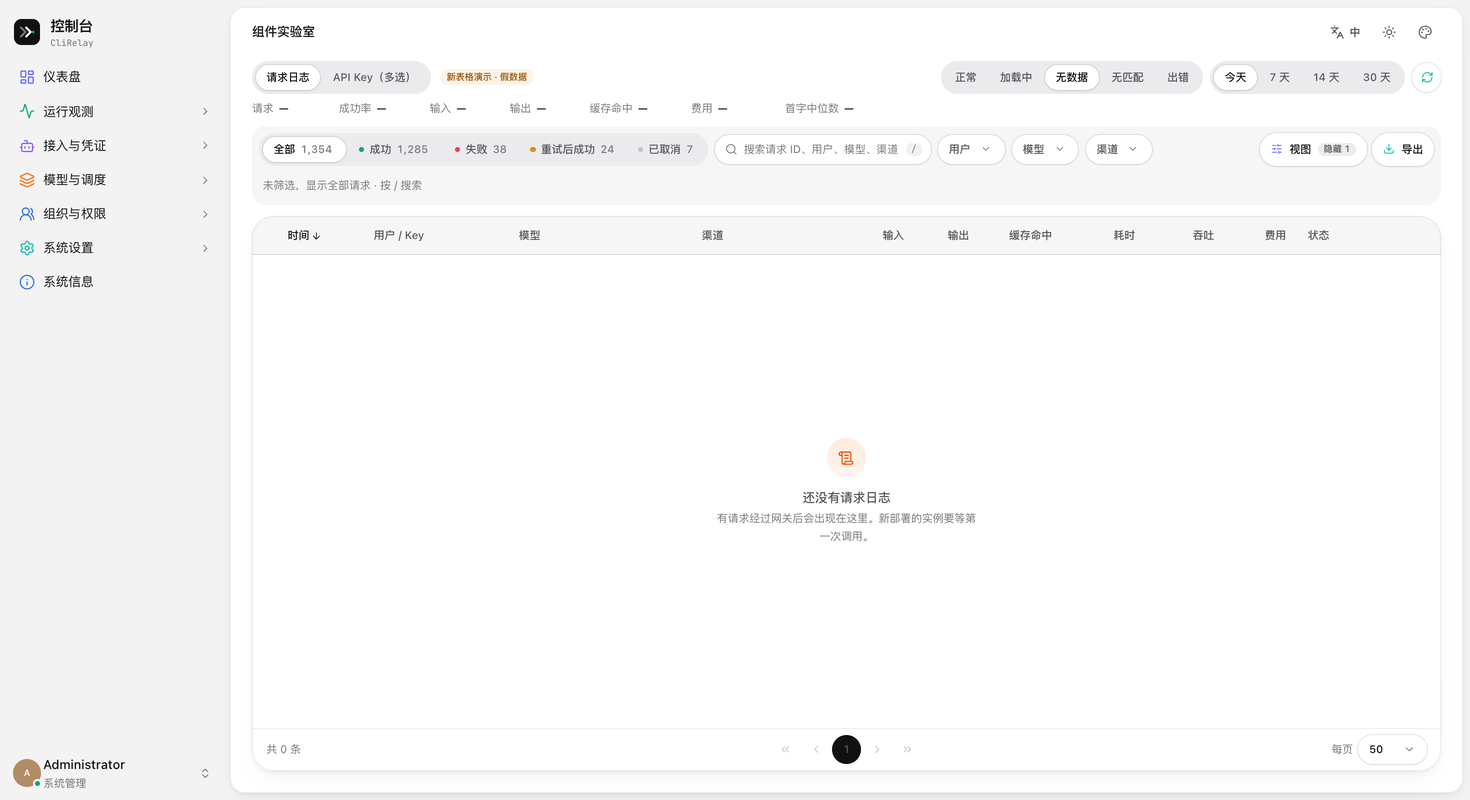 控制台
CliRelay
仪表盘
运行观测
接入与凭证
模型与调度
组织与权限
系统设置
系统信息
A
Administrator
系统管理
组件实验室
中
请求日志 API Key（多选） 新表格演示 · 假数据 正常 加载中 无数据 无匹配 出错 今天 7 天 14 天 30 天
请求 — 成功率 — 输入 — 输出 — 缓存命中 — 费用 — 首字中位数 —
全部 1,354 成功 1,285 失败 38 重试后成功 24 已取消 7 搜索请求 ID、用户、模型、渠道 / 用户 模型 渠道 视图 隐藏 1 导出
未筛选，显示全部请求 · 按 / 搜索
时间 ↓ 用户 / Key 模型 渠道 输入 输出 缓存命中 耗时 吞吐 费用 状态
还没有请求日志
有请求经过网关后会出现在这里。新部署的实例要等第
一次调用。
共 0 条 « ‹ 1 › » 每页 50